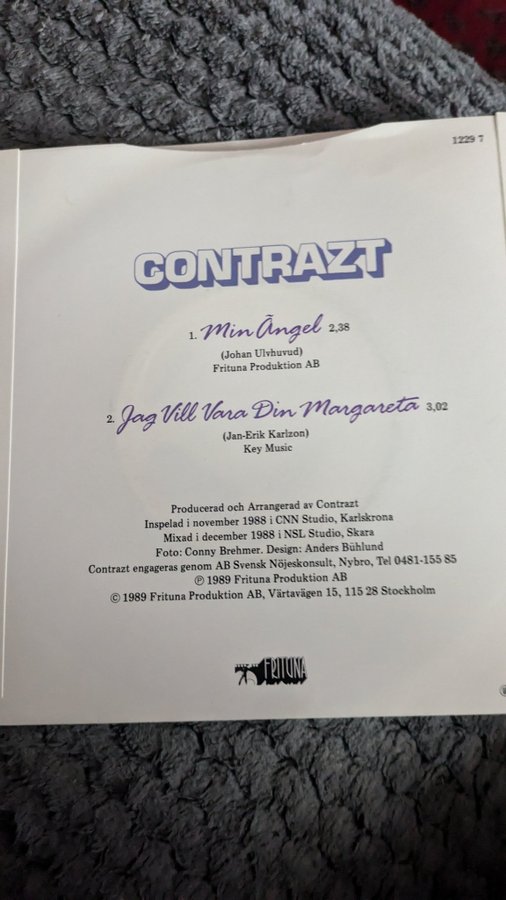 1229 7
CONTRAZT
1. Min Ängel 2,38
(Johan Ulvhuvud)
Frituna Produktion AB
2. Jag Vill Vara Din Margareta 3,02
(Jan-Erik Karlzon)
Key Music
Producerad och Arrangerad av Contrazt
Inspelad i november 1988 i CNN Studio, Karlskrona
Mixad i december 1988 i NSL Studio, Skara
Foto: Conny Brehmer. Design: Anders Bühlund
Contrazt engageras genom AB Svensk Nöjeskonsult, Nybro, Tel 0481-155 85
℗ 1989 Frituna Produktion AB
© 1989 Frituna Produktion AB, Värtavägen 15, 115 28 Stockholm
FRITUNA